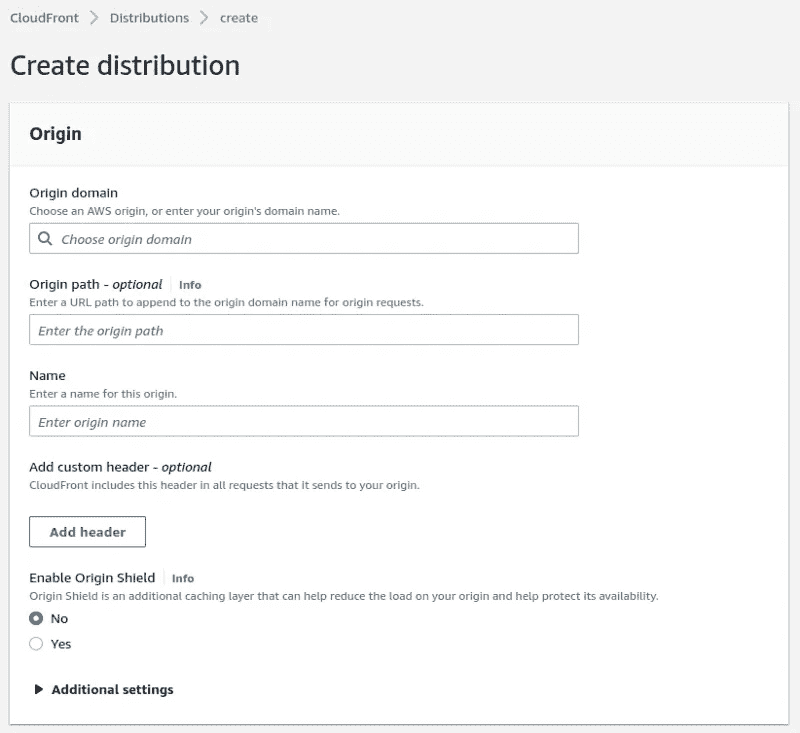 CloudFront > Distributions > create
Create distribution
Origin
Origin domain
Choose an AWS origin, or enter your origin's domain name.
Choose origin domain
Origin path - optional Info
Enter a URL path to append to the origin domain name for origin requests.
Enter the origin path
Name
Enter a name for this origin.
Enter origin name
Add custom header - optional
CloudFront includes this header in all requests that it sends to your origin.
Add header
Enable Origin Shield Info
Origin Shield is an additional caching layer that can help reduce the load on your origin and help protect its availability.
No
Yes
Additional settings